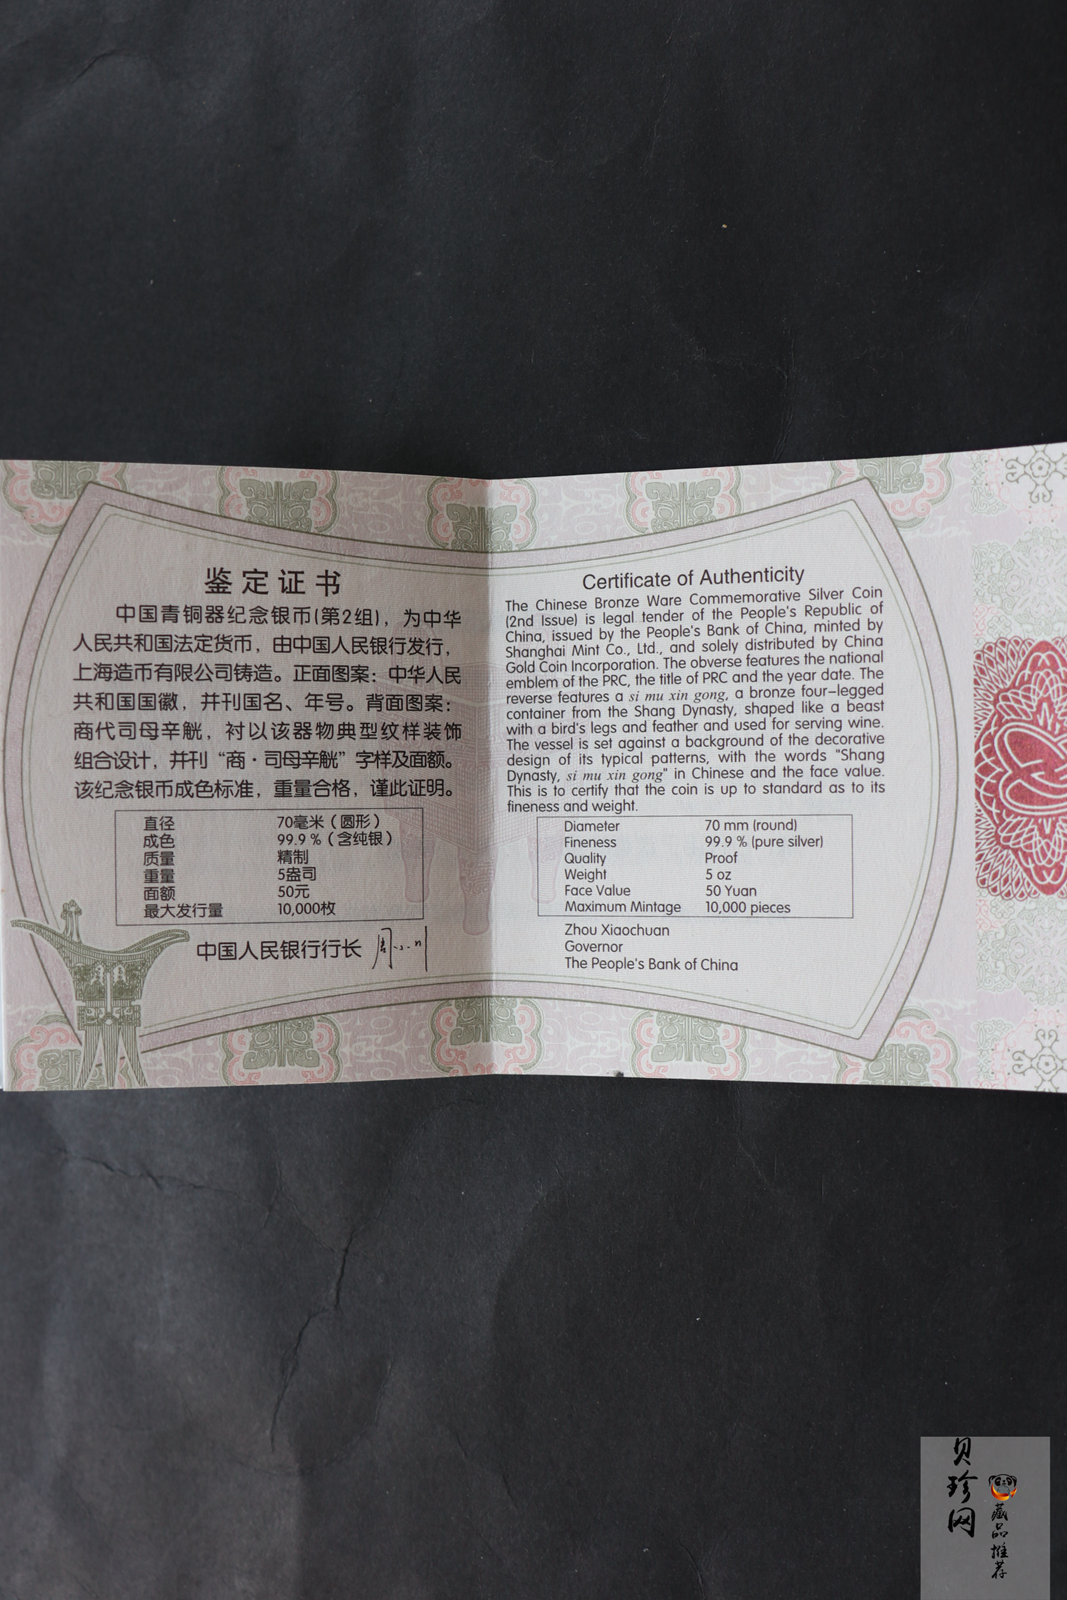 鉴定证书
中国青铜器纪念银币(第2组)，为中华
人民共和国法定货币，由中国人民银行发行，
上海造币有限公司铸造。正面图案：中华人民
共和国国徽，并刊国名、年号。背面图案：
商代司母辛觥，衬以该器物典型纹样装饰
组合设计，并刊“商·司母辛觥”字样及面额。
该纪念银币成色标准，重量合格，谨此证明。
直径 70毫米（圆形）
成色 99.9％（含纯银）
质量 精制
重量 5盎司
面额 50元
最大发行量 10,000枚
中国人民银行行长
Certificate of Authenticity
The Chinese Bronze Ware Commemorative Silver Coin
(2nd Issue) is legal tender of the People's Republic of
China, issued by the People's Bank of China, minted by
Shanghai Mint Co., Ltd., and solely distributed by China
Gold Coin Incorporation. The obverse features the national
emblem of the PRC, the title of PRC and the year date. The
reverse features a si mu xin gong, a bronze four-legged
container from the Shang Dynasty, shaped like a beast
with a bird's legs and feather and used for serving wine.
The vessel is set against a background of the decorative
design of its typical patterns, with the words "Shang
Dynasty, si mu xin gong" in Chinese and the face value.
This is to certify that the coin is up to standard as to its
fineness and weight.
Diameter 70 mm (round)
Fineness 99.9 % (pure silver)
Quality Proof
Weight 5 oz
Face Value 50 Yuan
Maximum Mintage 10,000 pieces
Zhou Xiaochuan
Governor
The People's Bank of China
贝珍网
藏品推荐